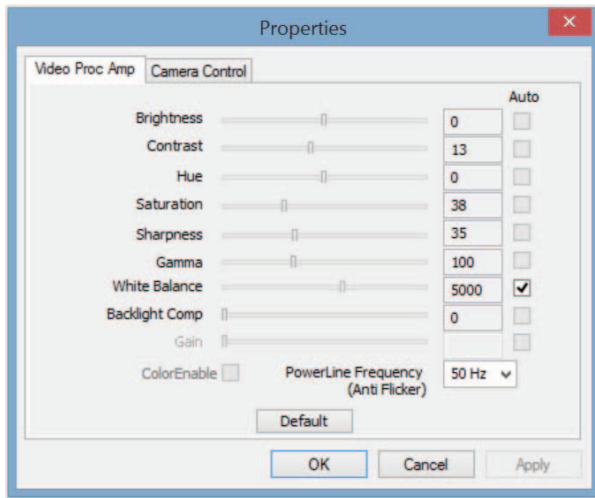 Properties
Video Proc Amp Camera Control
Auto
Brightness 0
Contrast 13
Hue 0
Saturation 38
Sharpness 35
Gamma 100
White Balance 5000
Backlight Comp 0
Gain
ColorEnable PowerLine Frequency 50 Hz
(Anti Flicker)
Default
OK Cancel Apply